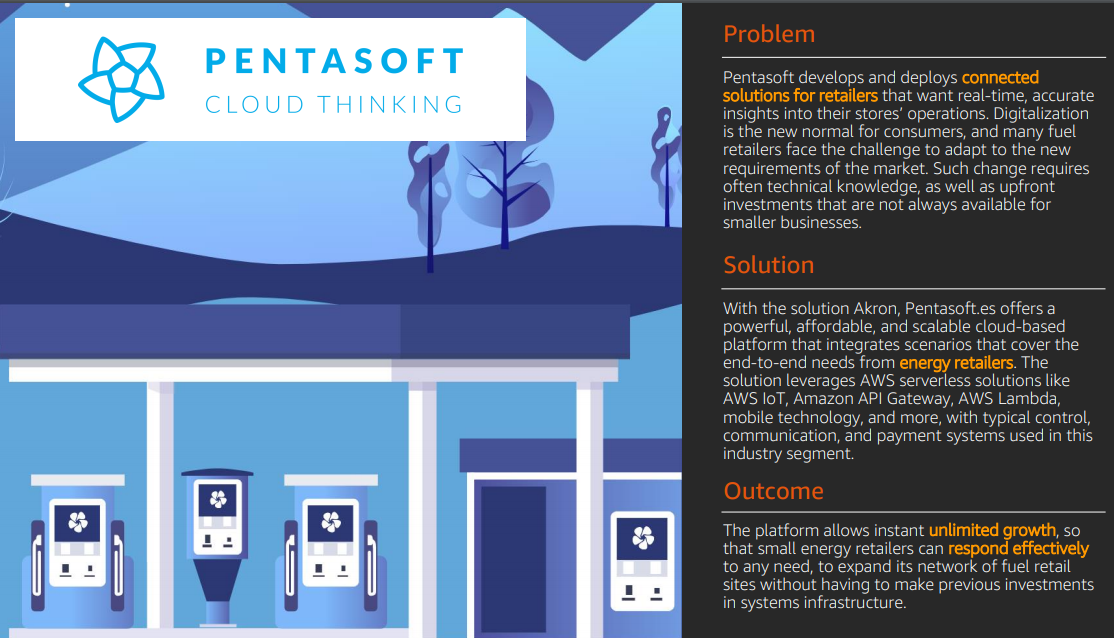 PENTASOFT
CLOUD THINKING
Problem
Pentasoft develops and deploys connected
solutions for retailers that want real-time, accurate
insights into their stores’ operations. Digitalization
is the new normal for consumers, and many fuel
retailers face the challenge to adapt to the new
requirements of the market. Such change requires
often technical knowledge, as well as upfront
investments that are not always available for
smaller businesses.
Solution
With the solution Akron, Pentasoft.es offers a
powerful, affordable, and scalable cloud-based
platform that integrates scenarios that cover the
end-to-end needs from energy retailers. The
solution leverages AWS serverless solutions like
AWS IoT, Amazon API Gateway, AWS Lambda,
mobile technology, and more, with typical control,
communication, and payment systems used in this
industry segment.
Outcome
The platform allows instant unlimited growth, so
that small energy retailers can respond effectively
to any need, to expand its network of fuel retail
sites without having to make previous investments
in systems infrastructure.